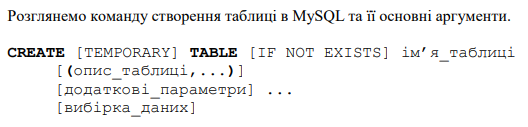 Розглянемо команду створення таблиці в MySQL та її основні аргументи.
CREATE [TEMPORARY] TABLE [IF NOT EXISTS] ім’я_таблиці
[(опис_таблиці,...)]
[додаткові_параметри] ...
[вибірка_даних]